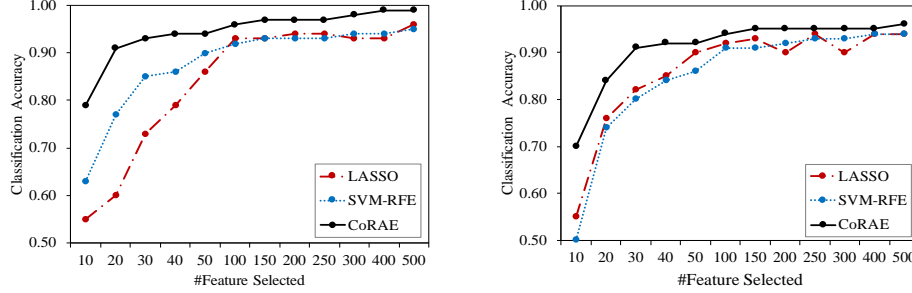 Classification Accuracy
1.00
0.90
0.80
0.70
0.60
0.50
10 20 30 40 50 100 150 200 250 300 400 500
#Feature Selected
LASSO
SVM-RFE
CoRAE
Classification Accuracy
1.00
0.90
0.80
0.70
0.60
0.50
10 20 30 40 50 100 150 200 250 300 400 500
#Feature Selected
LASSO
SVM-RFE
CoRAE